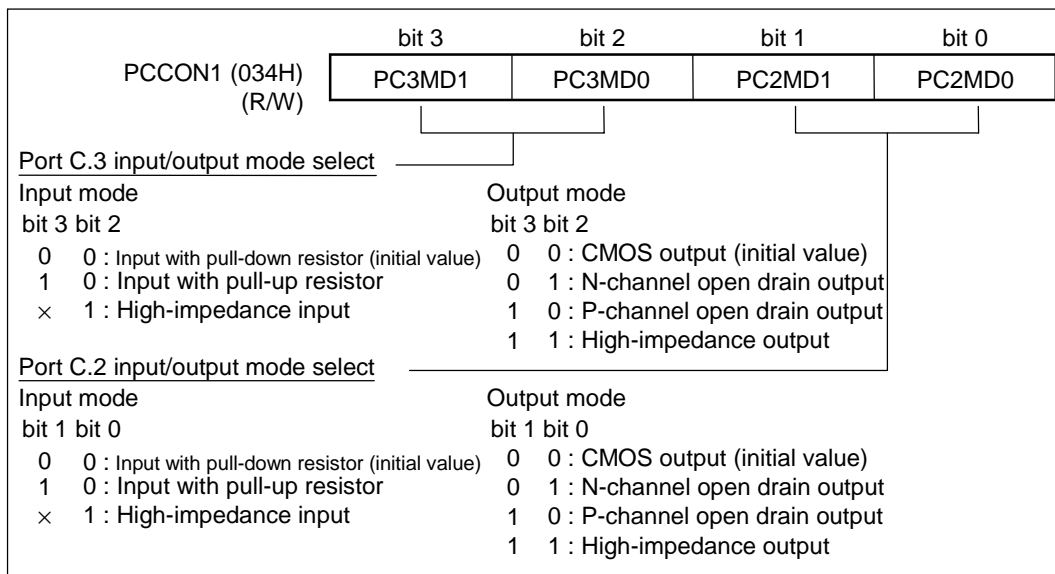 bit 3 bit 2 bit 1 bit 0
PCCON1 (034H) PC3MD1 PC3MD0 PC2MD1 PC2MD0
(R/W)
Port C.3 input/output mode select
Input mode Output mode
bit 3 bit 2 bit 3 bit 2
0 0 : Input with pull-down resistor (initial value) 0 0 : CMOS output (initial value)
1 0 : Input with pull-up resistor 0 1 : N-channel open drain output
× 1 : High-impedance input 1 0 : P-channel open drain output
1 1 : High-impedance output
Port C.2 input/output mode select
Input mode Output mode
bit 1 bit 0 bit 1 bit 0
0 0 : Input with pull-down resistor (initial value) 0 0 : CMOS output (initial value)
1 0 : Input with pull-up resistor 0 1 : N-channel open drain output
× 1 : High-impedance input 1 0 : P-channel open drain output
1 1 : High-impedance output